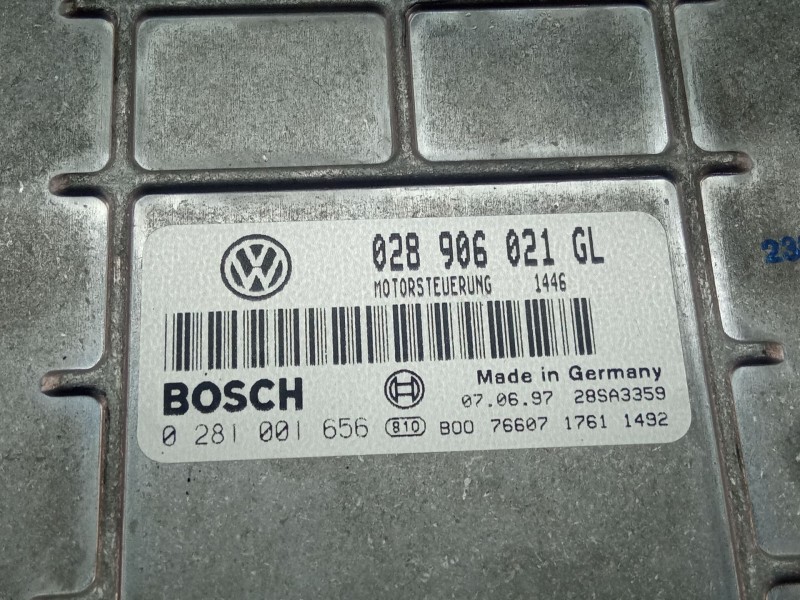 028 906 021 GL
MOTORSTEUERUNG 1446
BOSCH
Made in Germany
07.06.97 28SA3359
0 281 001 656 810 B00 76607 1761 1492
23